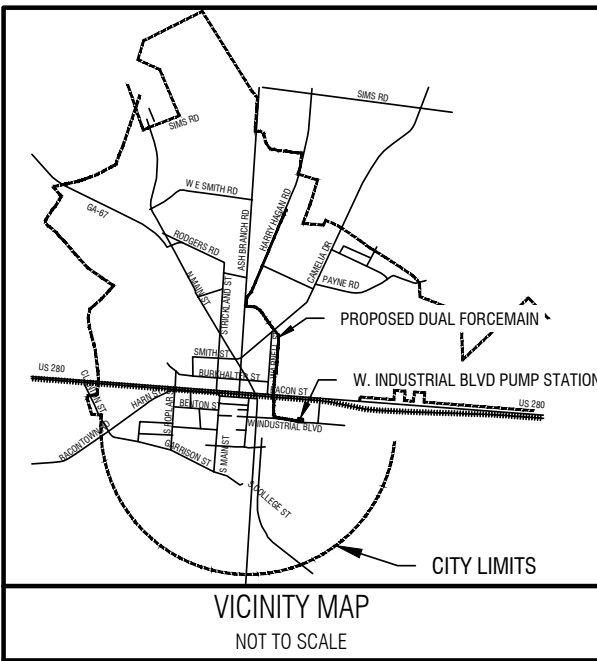 SIMS RD
SIMS RD
W E SMITH RD
GA-67
ASH BRANCH RD
HARRY HAGAN RD
CAMELIA DR
RODGERS RD
N MAIN ST
PAYNE RD
STRICKLAND ST
PROPOSED DUAL FORCEMAIN
SMITH ST
BURKHALTER ST
W. INDUSTRIAL BLVD PUMP STATION
US 280
BACON ST
US 280
HARN ST
S POPLAR
BENTON ST
W INDUSTRIAL BLVD
BACONTOWN
S MAIN ST
GARRISON ST
S COLLEGE ST
CITY LIMITS
VICINITY MAP
NOT TO SCALE